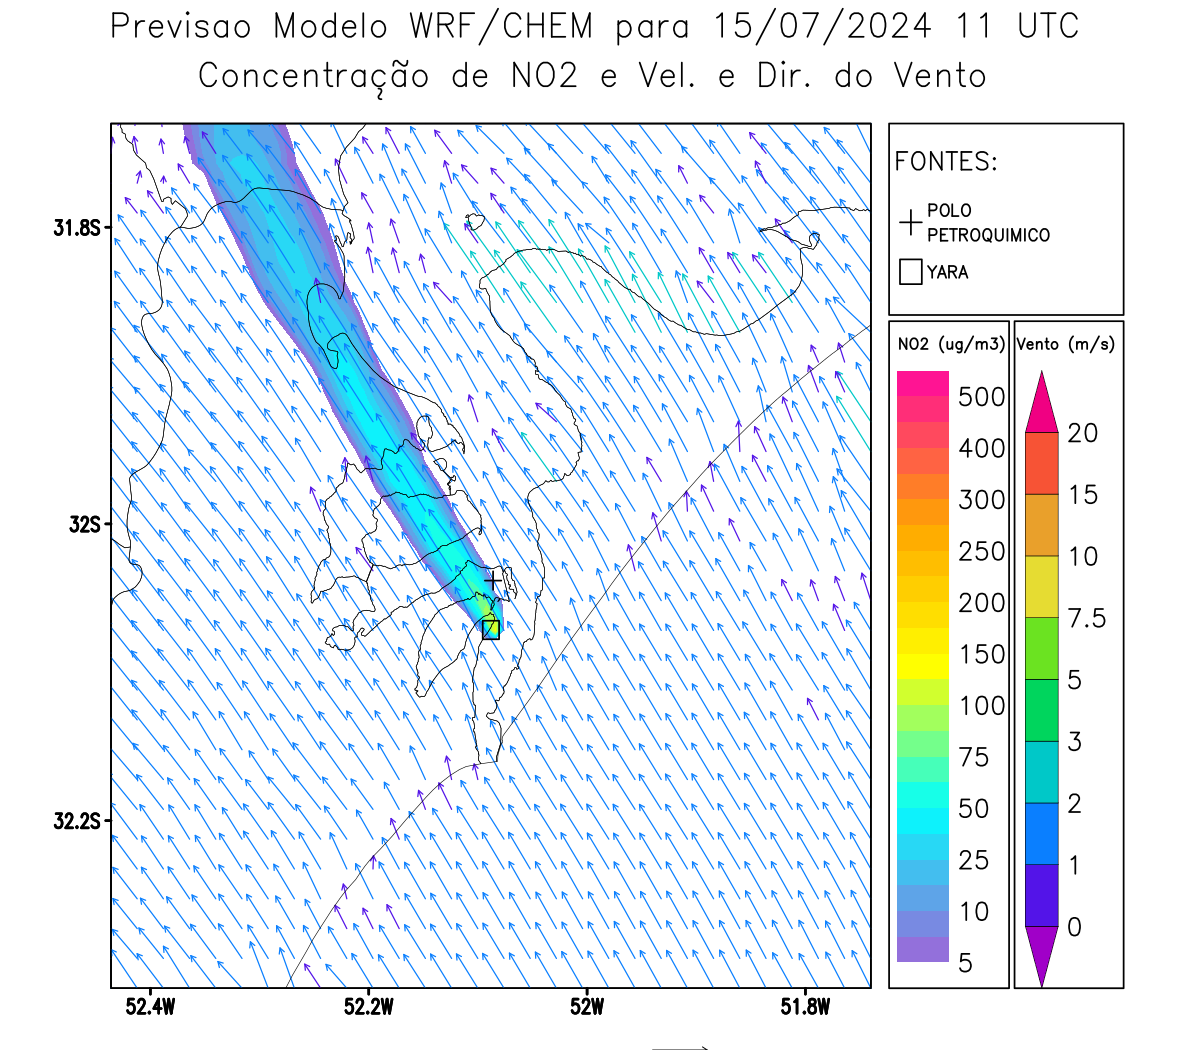 Previsao Modelo WRF/CHEM para 15/07/2024 11 UTC
Concentração de NO2 e Vel. e Dir. do Vento
FONTES:
POLO
PETROQUIMICO
YARA
31.8S
32S
32.2S
52.4W
52.2W
52W
51.8W
NO2 (ug/m3)
500
400
300
250
200
150
100
75
50
25
10
5
Vento (m/s)
20
15
10
7.5
5
3
2
1
0